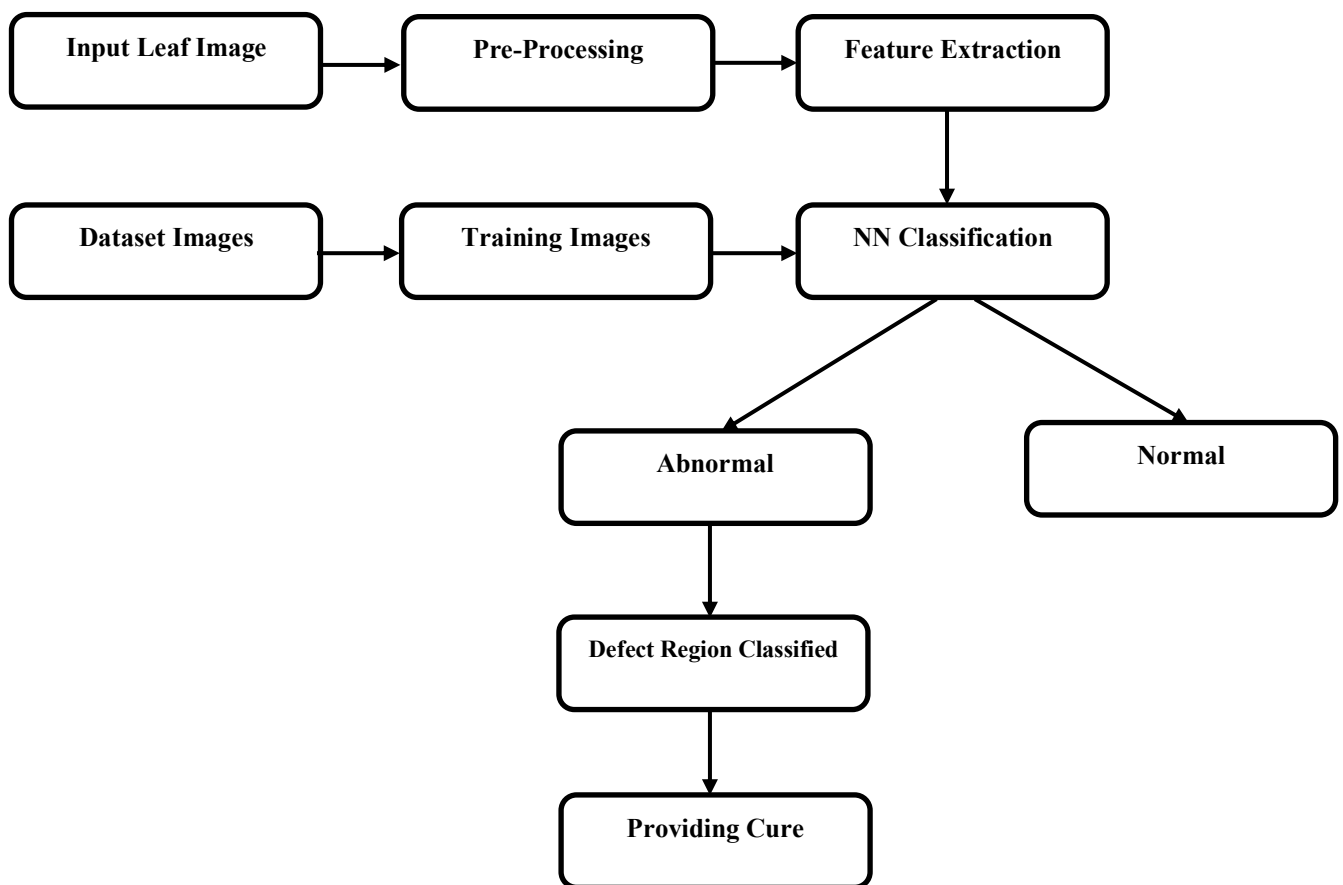 Input Leaf Image
Pre-Processing
Feature Extraction
Dataset Images
Training Images
NN Classification
Abnormal
Normal
Defect Region Classified
Providing Cure